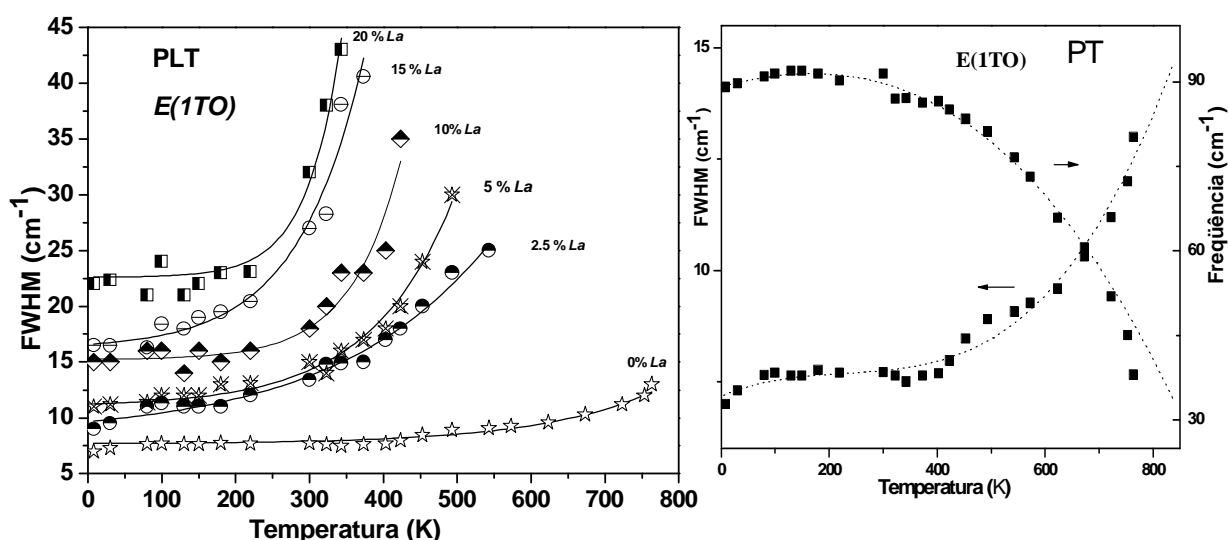 PLT
E(1TO)
20 % La
15 % La
10% La
5 % La
2.5 % La
0% La
FWHM (cm⁻¹)
45
40
35
30
25
20
15
10
5
0 100 200 300 400 500 600 700 800
Temperatura (K)
E(1TO) PT
FWHM (cm⁻¹)
15
10
Freqüência (cm⁻¹)
90
60
30
0 200 400 600 800
Temperatura (K)